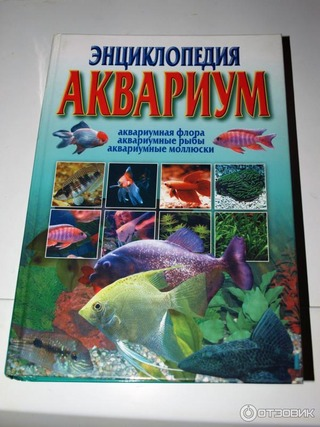 ЭНЦИКЛОПЕДИЯ
АКВАРИУМ
аквариумная флора
аквариумные рыбы
аквариумные моллюски
ОТЗОВИК